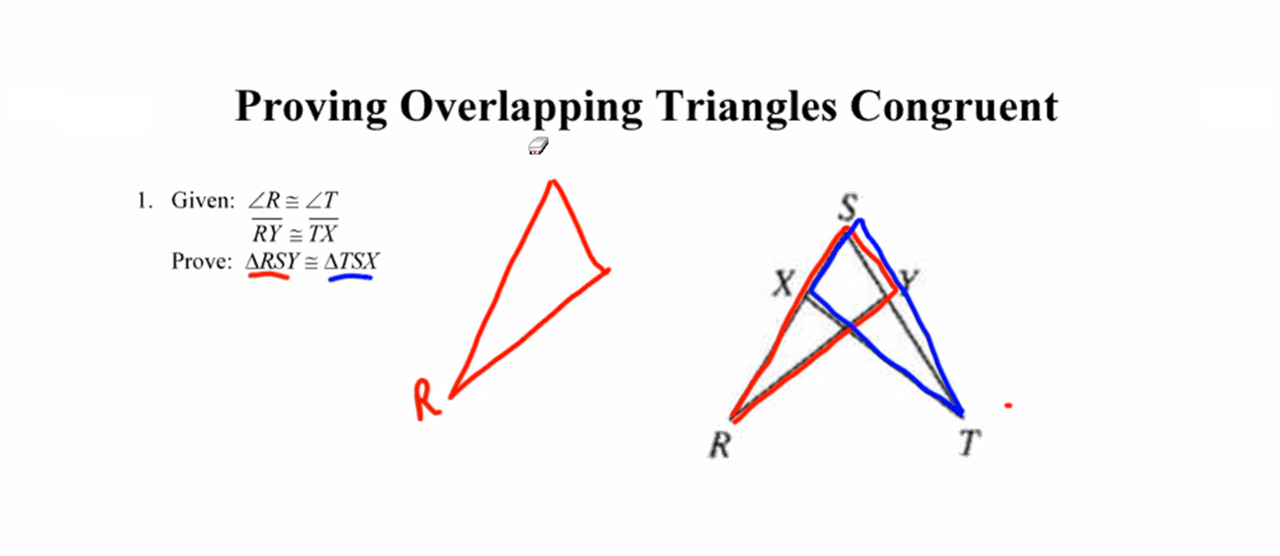 Proving Overlapping Triangles Congruent
1. Given: ∠R ≅ ∠T
RY ≅ TX
Prove: ΔRSY ≅ ΔTSX
R
S
X
Y
R
T